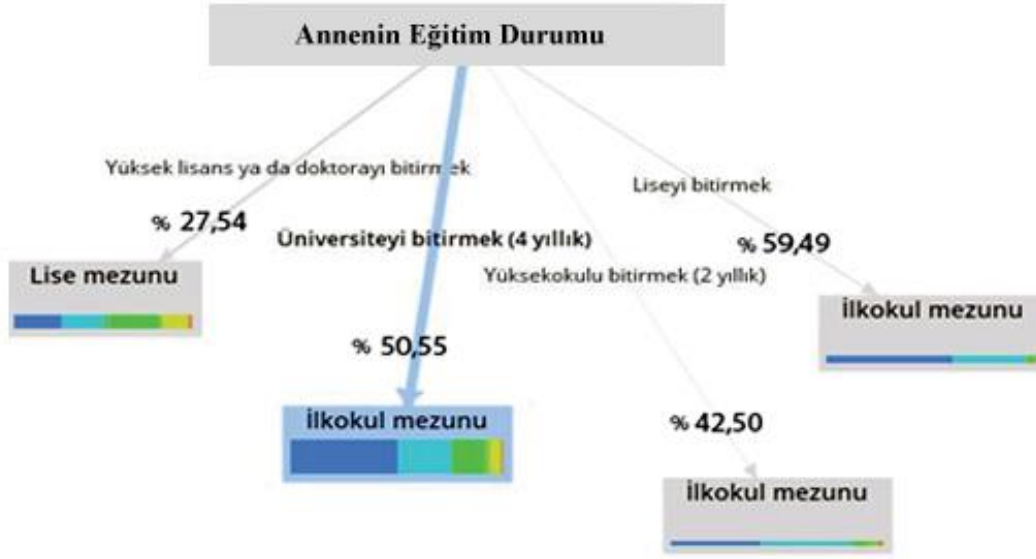 Annenin Eğitim Durumu
Yüksek lisans ya da doktorayı bitirmek
Liseyi bitirmek
% 27,54
Üniversiteyi bitirmek (4 yıllık)
% 59,49
Lise mezunu
Yüksekokulu bitirmek (2 yıllık)
İlkokul mezunu
% 50,55
İlkokul mezunu
% 42,50
İlkokul mezunu